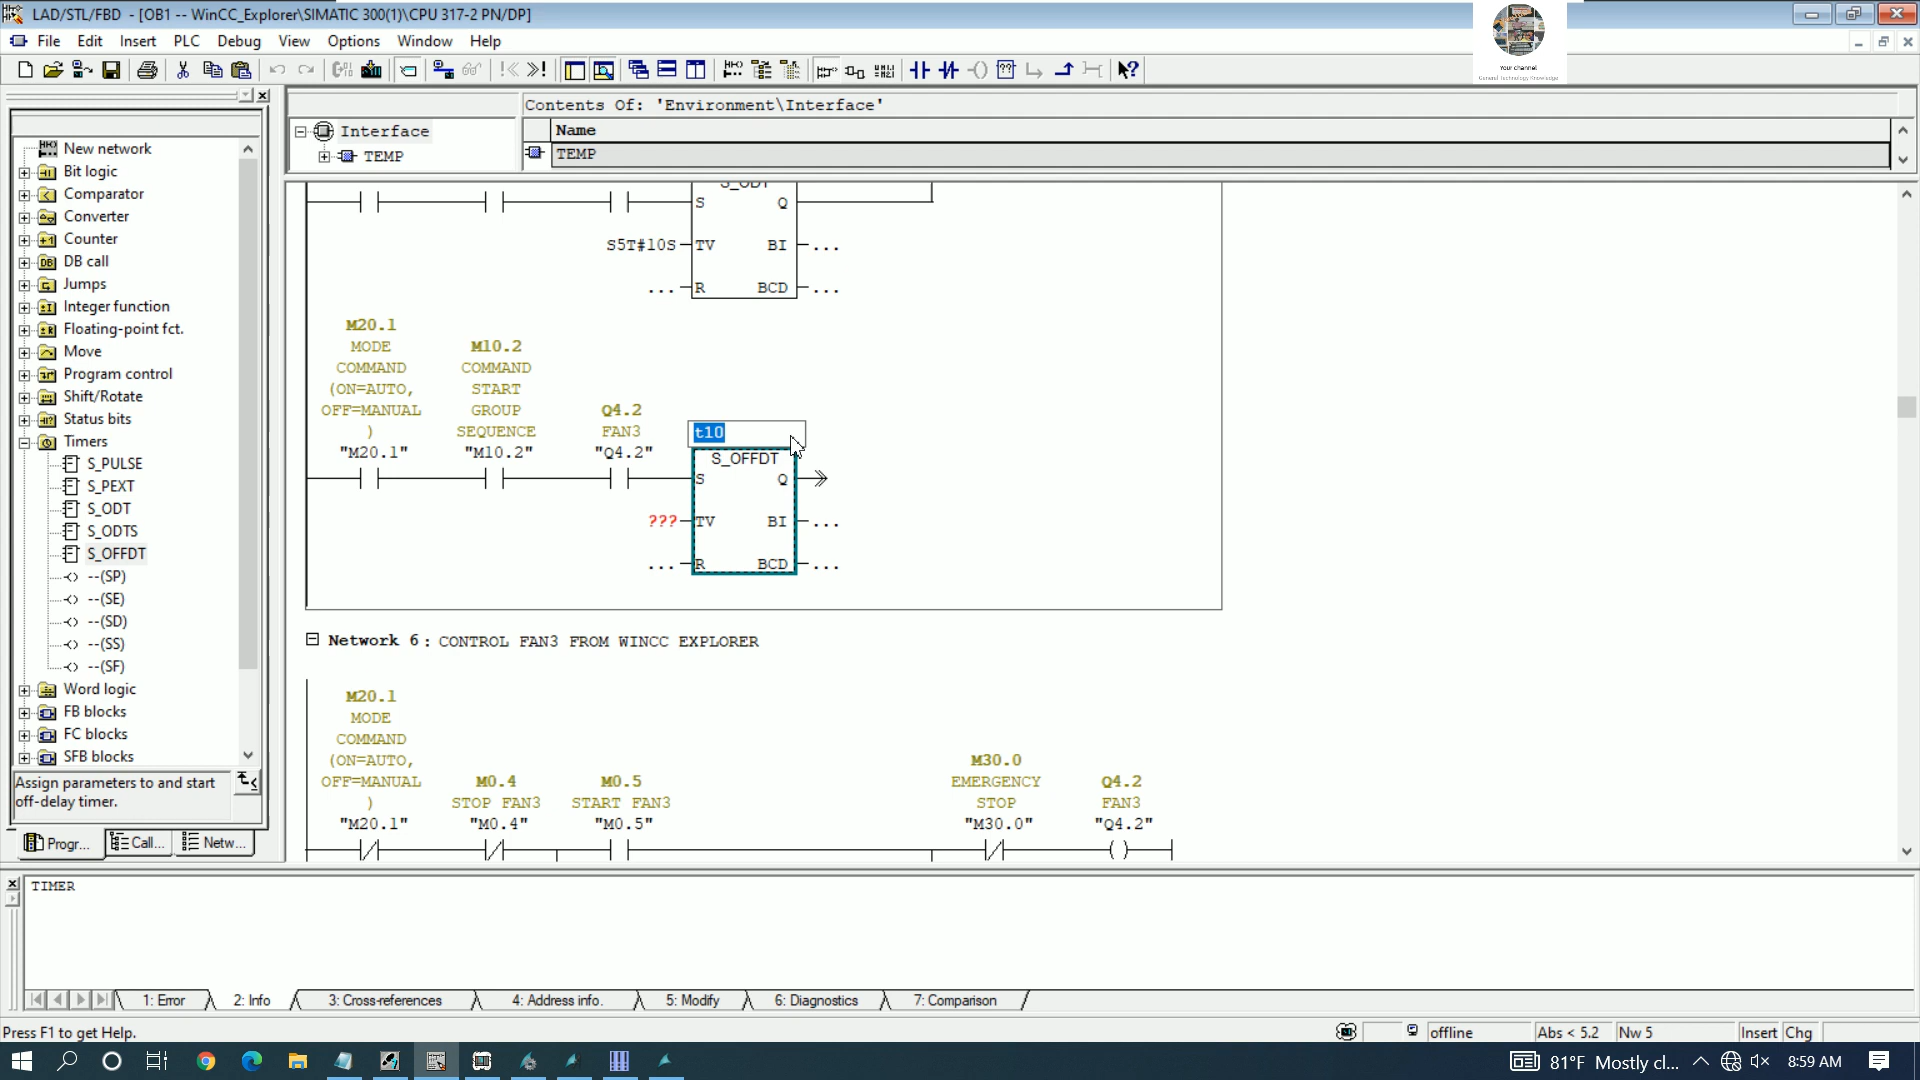 LAD/STL/FBD - [OB1 -- WinCC_Explorer\SIMATIC 300(1)\CPU 317-2 PN/DP]
File Edit Insert PLC Debug View Options Window Help
Your channel
General Technology Knowledge
Contents Of: 'Environment\Interface'
Interface
TEMP
Name
TEMP
New network
Bit logic
Comparator
Converter
Counter
DB call
Jumps
Integer function
Floating-point fct.
Move
Program control
Shift/Rotate
Status bits
Timers
S_PULSE
S_PEXT
S_ODT
S_ODTS
S_OFFDT
--(SP)
--(SE)
--(SD)
--(SS)
--(SF)
Word logic
FB blocks
FC blocks
SFB blocks
Assign parameters to and start
off-delay timer.
Progr... Call... Netw...
S_ODT
S Q
S5T#10S TV BI ...
... R BCD ...
M20.1
MODE
COMMAND
(ON=AUTO,
OFF=MANUAL
)
"M20.1"
M10.2
COMMAND
START
GROUP
SEQUENCE
"M10.2"
Q4.2
FAN3
"Q4.2"
t10
S_OFFDT
S Q
??? TV BI ...
... R BCD ...
Network 6: CONTROL FAN3 FROM WINCC EXPLORER
M20.1
MODE
COMMAND
(ON=AUTO,
OFF=MANUAL
)
"M20.1"
M0.4
STOP FAN3
"M0.4"
M0.5
START FAN3
"M0.5"
M30.0
EMERGENCY
STOP
"M30.0"
Q4.2
FAN3
"Q4.2"
TIMER
1: Error 2: Info 3: Cross-references 4: Address info. 5: Modify 6: Diagnostics 7: Comparison
Press F1 to get Help.
offline Abs < 5.2 Nw 5 Insert Chg
81°F Mostly cl... 8:59 AM